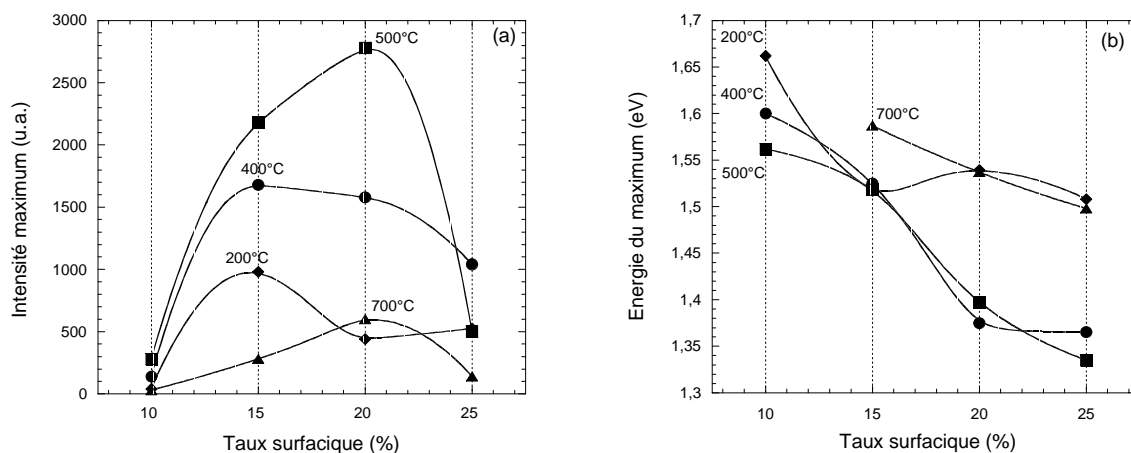 (a)
Intensité maximum (u.a.)
3000
2500
2000
1500
1000
500
0
500°C
400°C
200°C
700°C
10 15 20 25
Taux surfacique (%)
(b)
Energie du maximum (eV)
1,7
1,65
1,6
1,55
1,5
1,45
1,4
1,35
1,3
200°C
400°C
700°C
500°C
10 15 20 25
Taux surfacique (%)